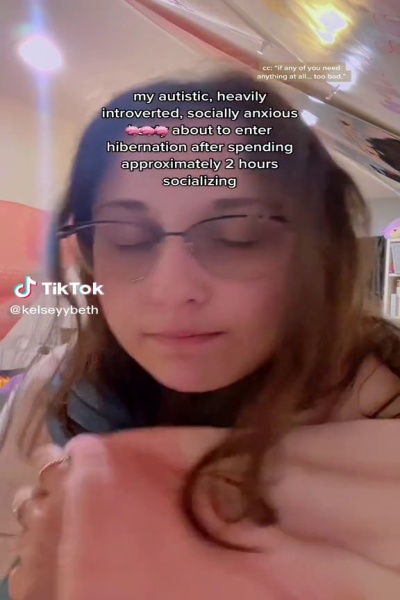 cc: "If any of you need
anything at all... too bad."
my autistic, heavily
introverted, socially anxious
about to enter
hibernation after spending
approximately 2 hours
socializing
TikTok
@kelseyybeth